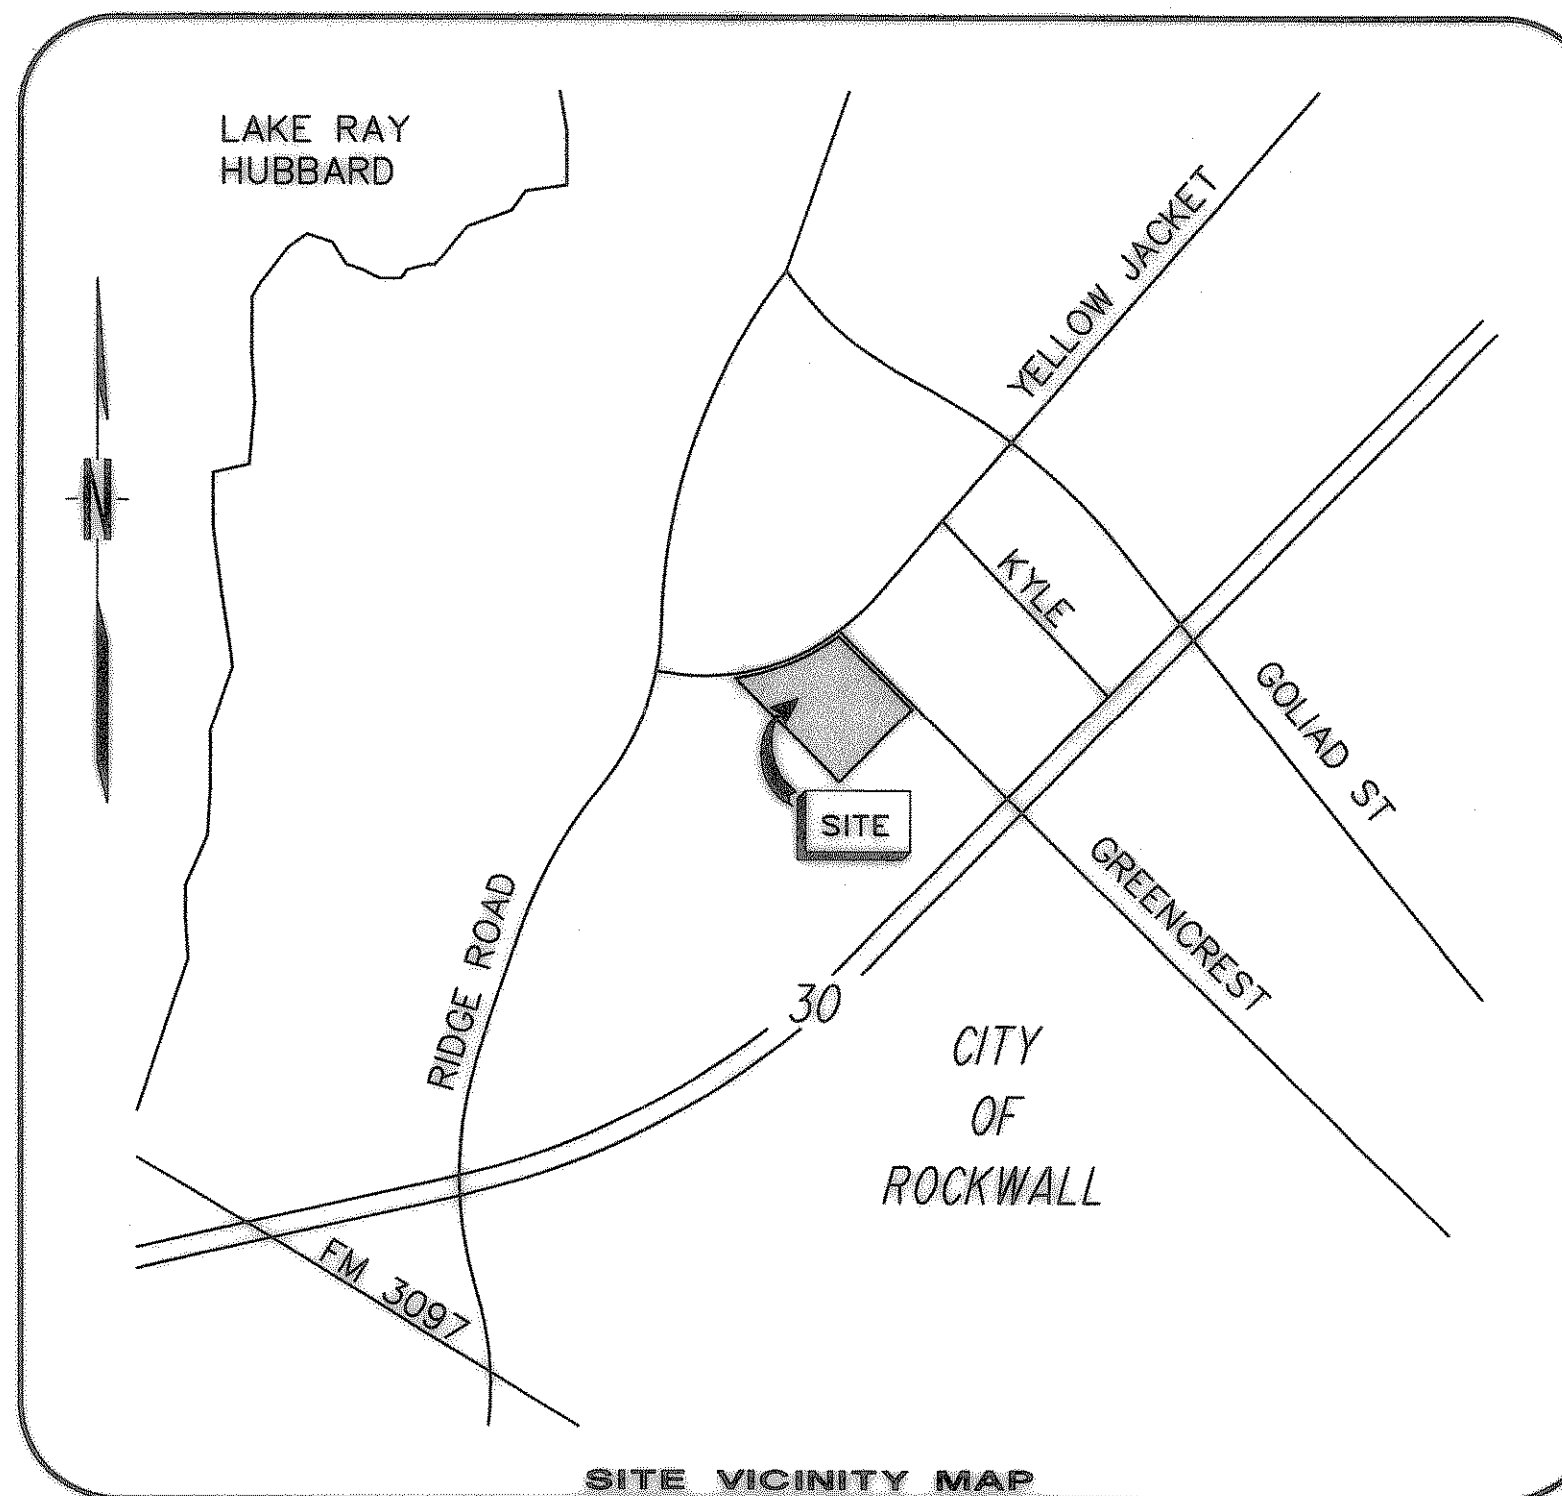 LAKE RAY
HUBBARD
YELLOW JACKET
N
KYLE
GOLIAD ST
SITE
GREENCREST
RIDGE ROAD
30
CITY
OF
ROCKWALL
FM 3097
SITE VICINITY MAP